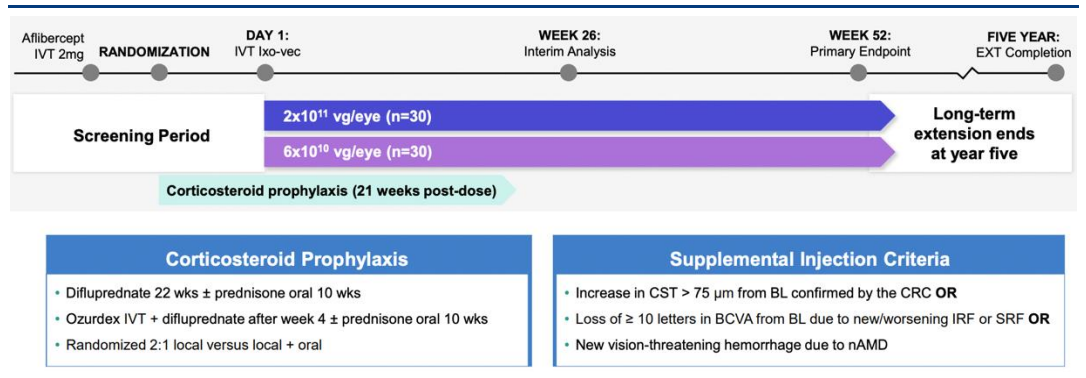 Aflibercept
IVT 2mg
RANDOMIZATION
DAY 1:
IVT Ixo-vec
WEEK 26:
Interim Analysis
WEEK 52:
Primary Endpoint
FIVE YEAR:
EXT Completion
Screening Period
2x10¹¹ vg/eye (n=30)
6x10¹⁰ vg/eye (n=30)
Long-term
extension ends
at year five
Corticosteroid prophylaxis (21 weeks post-dose)
Corticosteroid Prophylaxis
• Difluprednate 22 wks ± prednisone oral 10 wks
• Ozurdex IVT + difluprednate after week 4 ± prednisone oral 10 wks
• Randomized 2:1 local versus local + oral
Supplemental Injection Criteria
• Increase in CST > 75 µm from BL confirmed by the CRC OR
• Loss of ≥ 10 letters in BCVA from BL due to new/worsening IRF or SRF OR
• New vision-threatening hemorrhage due to nAMD